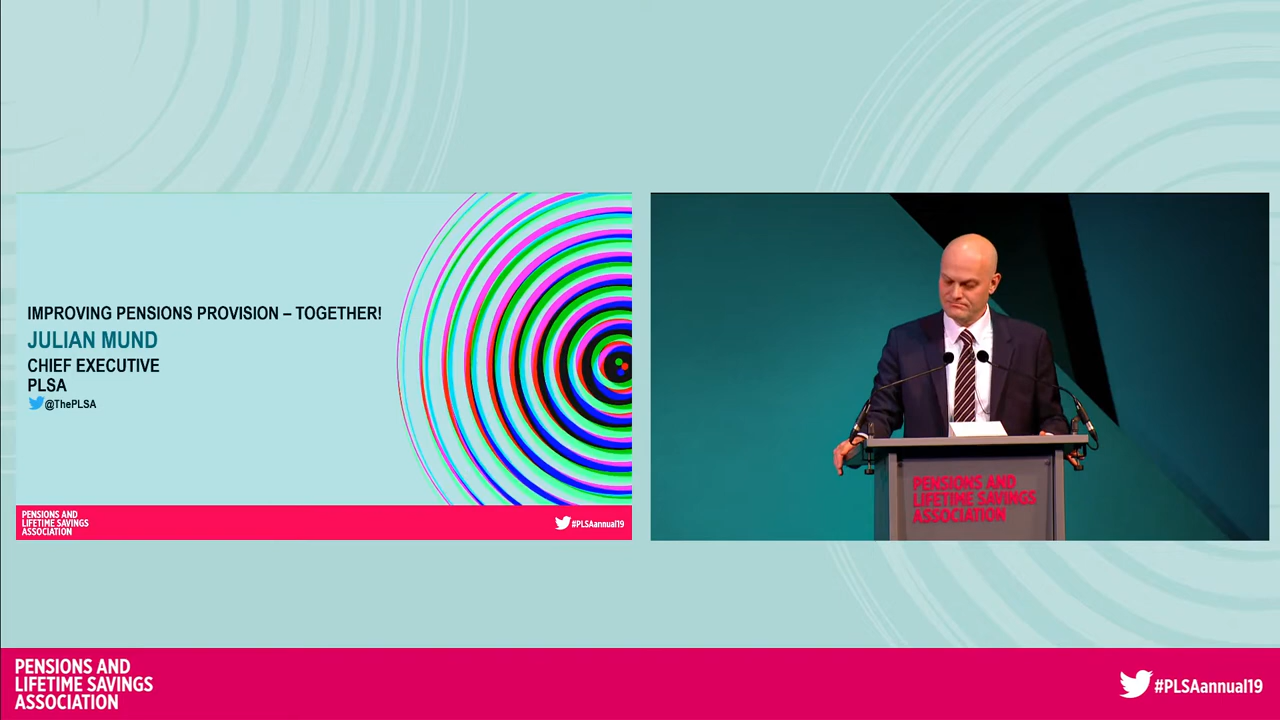 IMPROVING PENSIONS PROVISION – TOGETHER!
JULIAN MUND
CHIEF EXECUTIVE
PLSA
@ThePLSA
PENSIONS AND
LIFETIME SAVINGS
ASSOCIATION
#PLSAannual19
PENSIONS AND
LIFETIME SAVINGS
ASSOCIATION
PENSIONS AND
LIFETIME SAVINGS
ASSOCIATION
#PLSAannual19